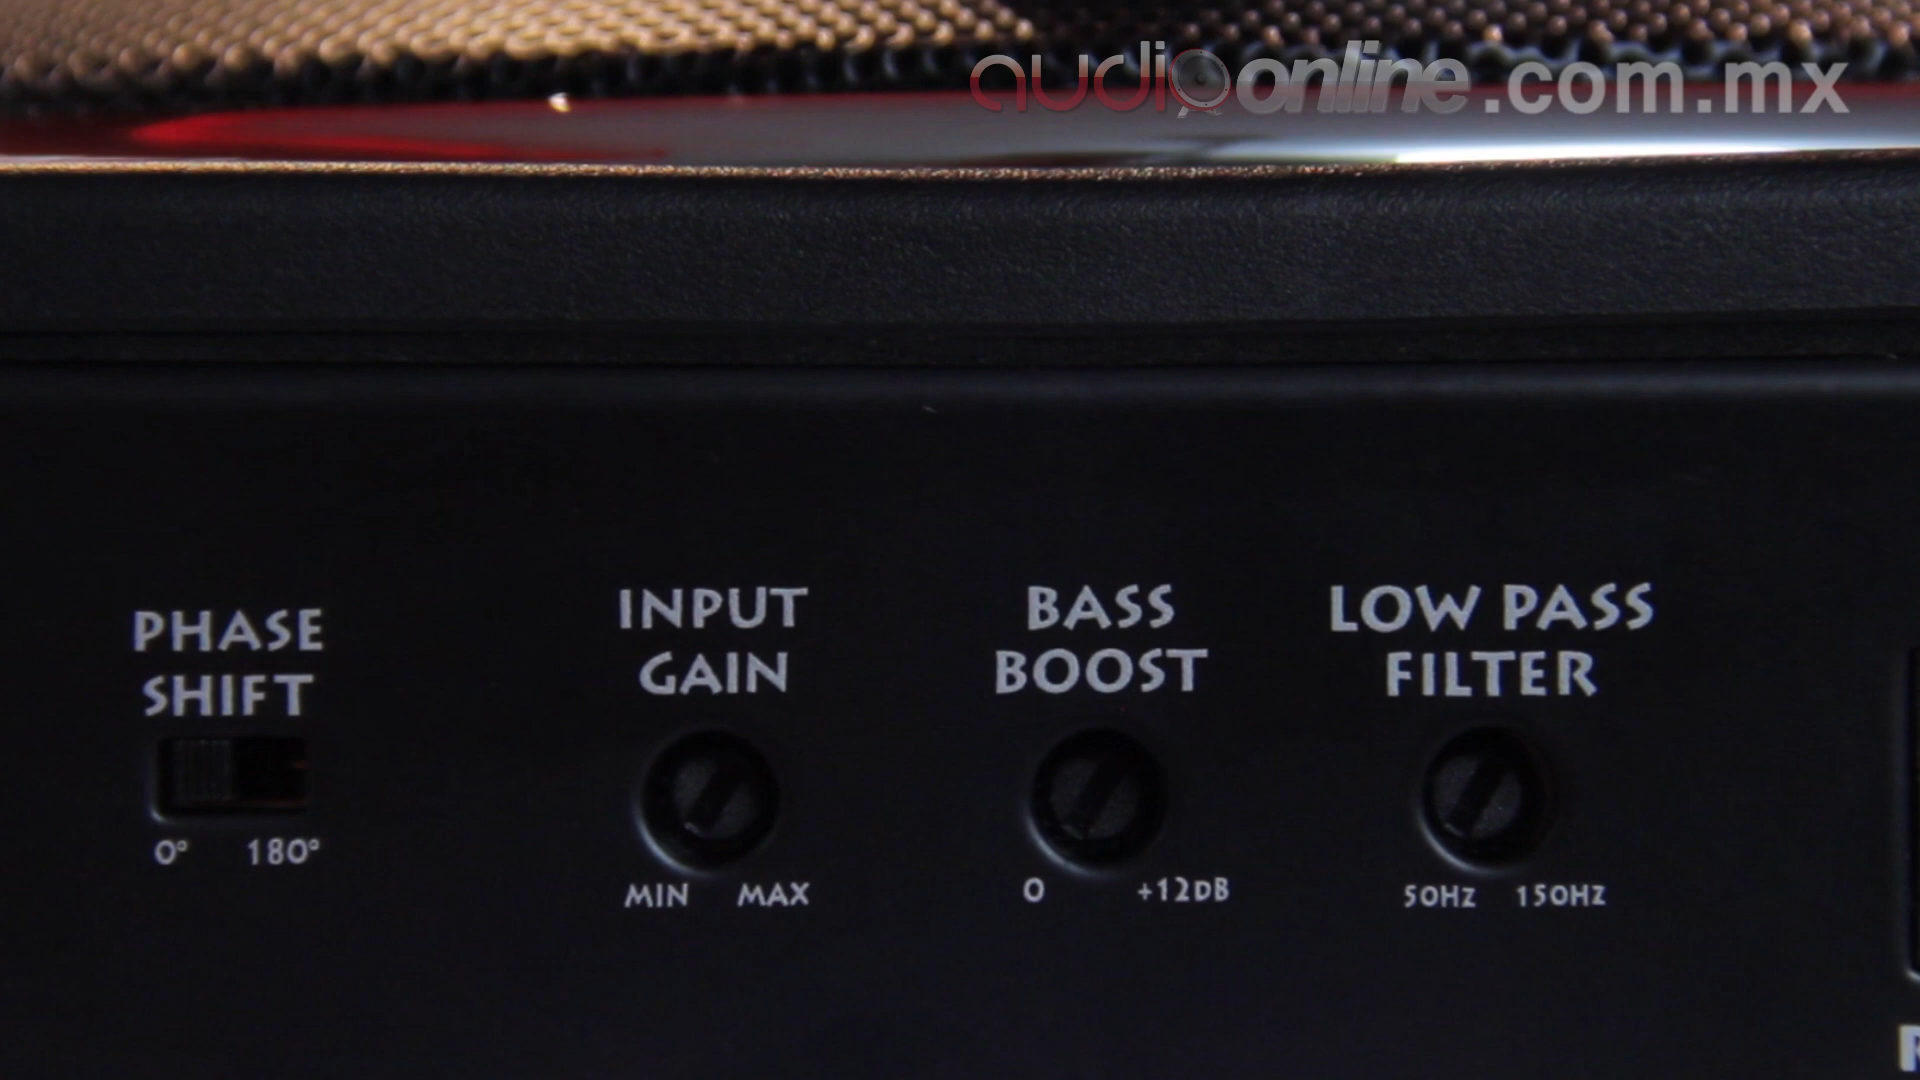 audioonline.com.mx
PHASE
SHIFT
0° 180°
INPUT
GAIN
MIN MAX
BASS
BOOST
0 +12DB
LOW PASS
FILTER
50HZ 150HZ